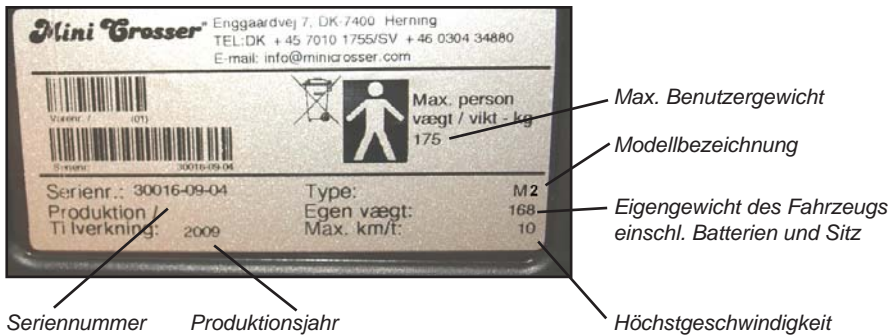 Mini Crosser
Enggaardvej 7, DK-7400 Herning
TEL:DK + 45 7010 1755/SV + 46 0304 34880
E-mail: info@minicrosser.com
Varenr. / (01)
Serienr. 30016-09-04
Max. person
vægt / vikt - kg
175
Serienr.: 30016-09-04
Type: M2
Produktion /
Egen vægt: 168
Tilverkning: 2009
Max. km/t: 10
Max. Benutzergewicht
Modellbezeichnung
Eigengewicht des Fahrzeugs
einschl. Batterien und Sitz
Seriennummer
Produktionsjahr
Höchstgeschwindigkeit